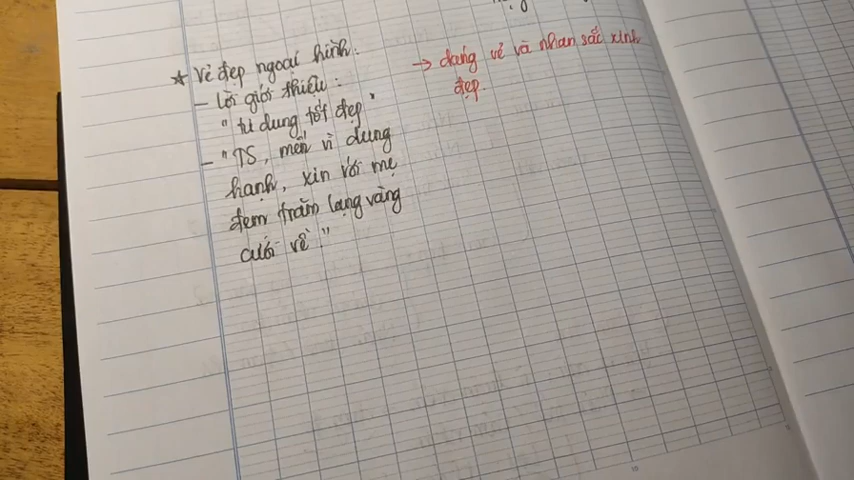 ★ Vẻ đẹp ngoại hình:
- lời giới thiệu:
" tư dung tốt đẹp "
- " TS, mến vì dung
hạnh, xin với mẹ
đem trăm lạng vàng
cưới về "
→ dáng vẻ và nhan sắc xinh
đẹp.